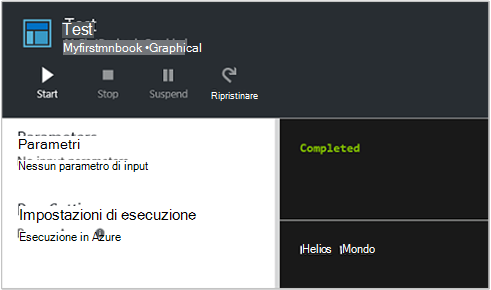 Test
Myfirstmnbook •Graphical
Start Stop Suspend Ripristinare
Parametri
Nessun parametro di input
Impostazioni di esecuzione
Esecuzione in Azure
Completed
Helios Mondo